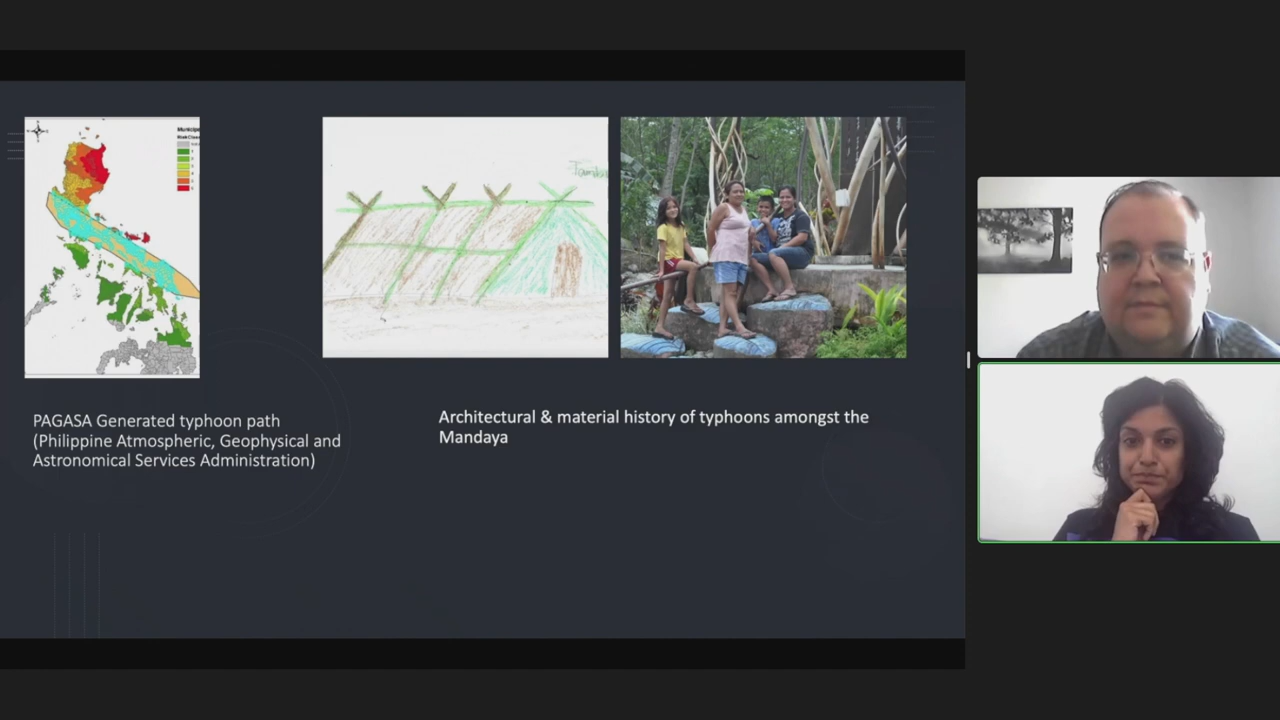 PAGASA Generated typhoon path
(Philippine Atmospheric, Geophysical and
Astronomical Services Administration)
Architectural & material history of typhoons amongst the
Mandaya